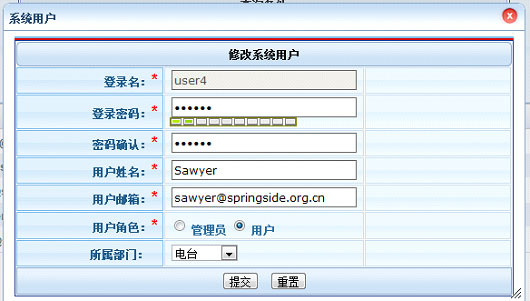 系统用户
修改系统用户
登录名：* user4
登录密码：* ••••••
密码确认：* ••••••
用户姓名：* Sawyer
用户邮箱：* sawyer@springside.org.cn
用户角色：* 管理员 用户
所属部门： 电台
提交 重置